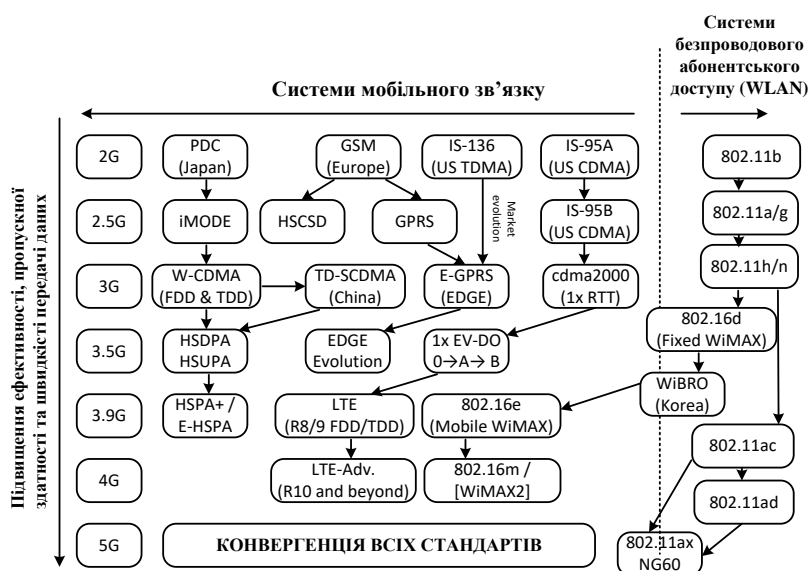 Системи
безпроводового
абонентського
доступу (WLAN)
Системи мобільного зв’язку
Підвищення ефективності, пропускної
здатності та швидкісті передачі даних
2G
PDC
(Japan)
GSM
(Europe)
IS-136
(US TDMA)
IS-95A
(US CDMA)
802.11b
2.5G
iMODE
HSCSD
GPRS
Market
evolution
IS-95B
(US CDMA)
802.11a/g
3G
W-CDMA
(FDD & TDD)
TD-SCDMA
(China)
E-GPRS
(EDGE)
cdma2000
(1x RTT)
802.11h/n
3.5G
HSDPA
HSUPA
EDGE
Evolution
1x EV-DO
0→A→ B
802.16d
(Fixed WiMAX)
3.9G
HSPA+ /
E-HSPA
LTE
(R8/9 FDD/TDD)
802.16e
(Mobile WiMAX)
WiBRO
(Korea)
802.11ac
4G
LTE-Adv.
(R10 and beyond)
802.16m /
[WiMAX2]
802.11ad
5G
КОНВЕРГЕНЦІЯ ВСІХ СТАНДАРТІВ
802.11ax
NG60